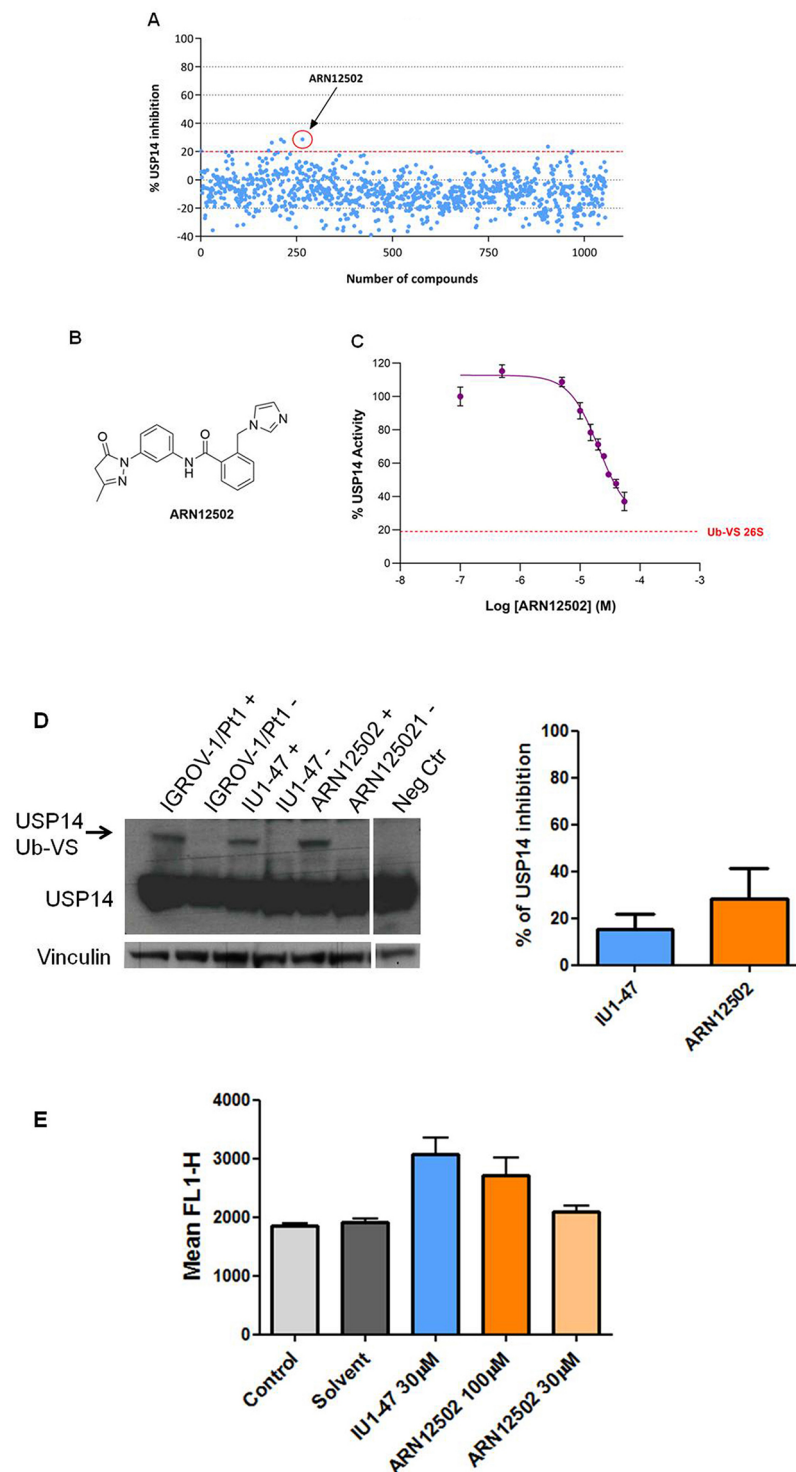 A
100
80
60
40
20
0
-20
-40
% USP14 inhibition
ARN12502
0
250
500
750
1000
Number of compounds
B
O
N
N
N
H
O
N
N
ARN12502
C
120
100
80
60
40
20
0
% USP14 Activity
Ub-VS 26S
-8
-7
-6
-5
-4
-3
Log [ARN12502] (M)
D
IGROV-1/Pt1 +
IGROV-1/Pt1 -
IU1-47 +
IU1-47 -
ARN12502 +
ARN125021 -
Neg Ctr
USP14
Ub-VS
USP14
Vinculin
100
80
60
40
20
0
% of USP14 inhibition
IU1-47
ARN12502
E
4000
3000
2000
1000
0
Mean FL1-H
Control
Solvent
IU1-47 30µM
ARN12502 100µM
ARN12502 30µM